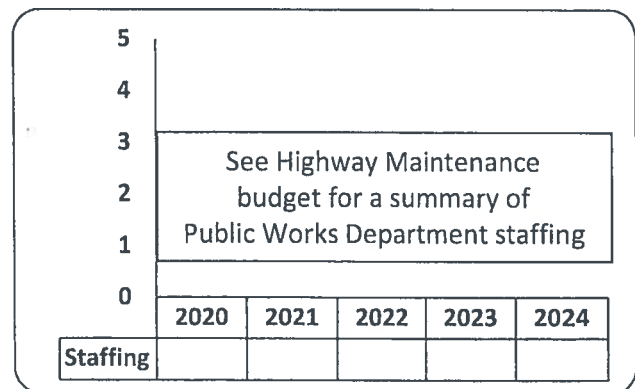 5
4
3
2
1
0
See Highway Maintenance
budget for a summary of
Public Works Department staffing
2020 2021 2022 2023 2024
Staffing